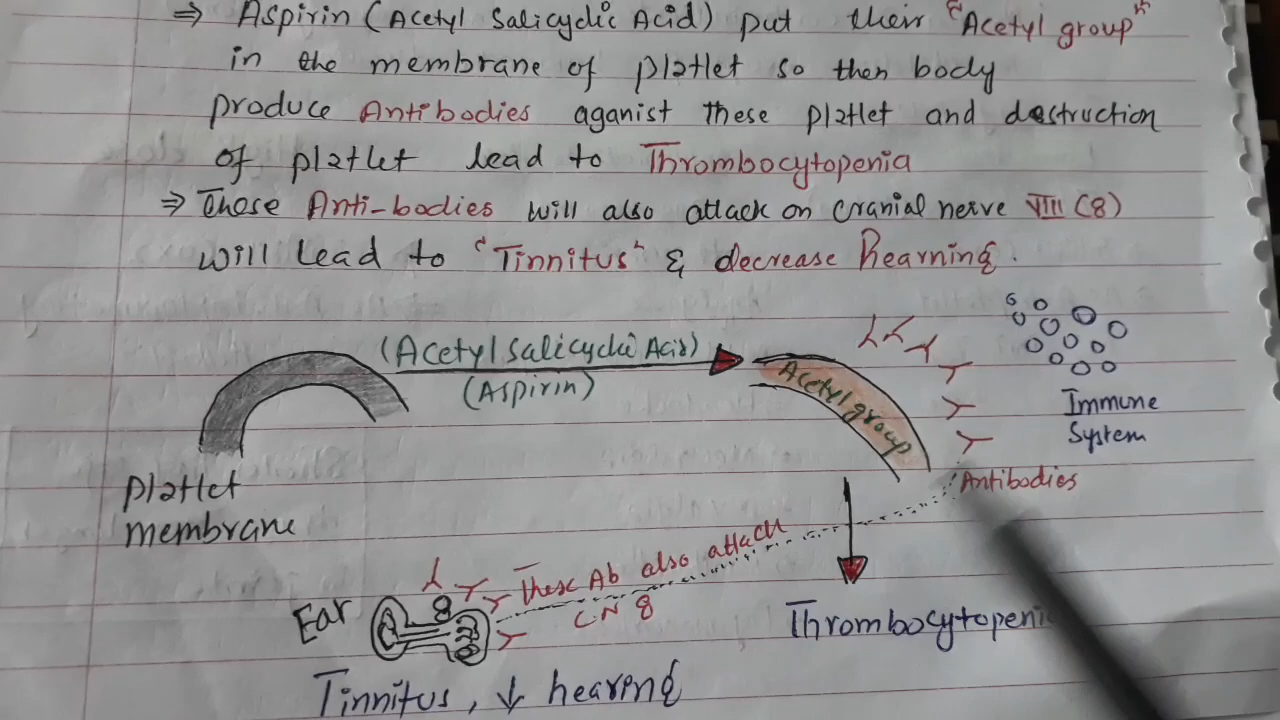 ⇒ Aspirin (Acetyl Salicyclic Acid) put their "Acetyl group"
in the membrane of platlet so then body
produce Antibodies aganist These platlet and destruction
of platlet lead to Thrombocytopenia
⇒ These Anti-bodies will also attack on cranial nerve VIII (8)
will lead to "Tinnitus" & decrease Hearning.
(Acetyl Salicyclic Acid)
(Aspirin)
Acetyl group
Immune
System
Platlet
membrane
Antibodies
These Ab also attack
CN 8
Ear
8
Thrombocytopeni
Tinnitus, ↓ hearing